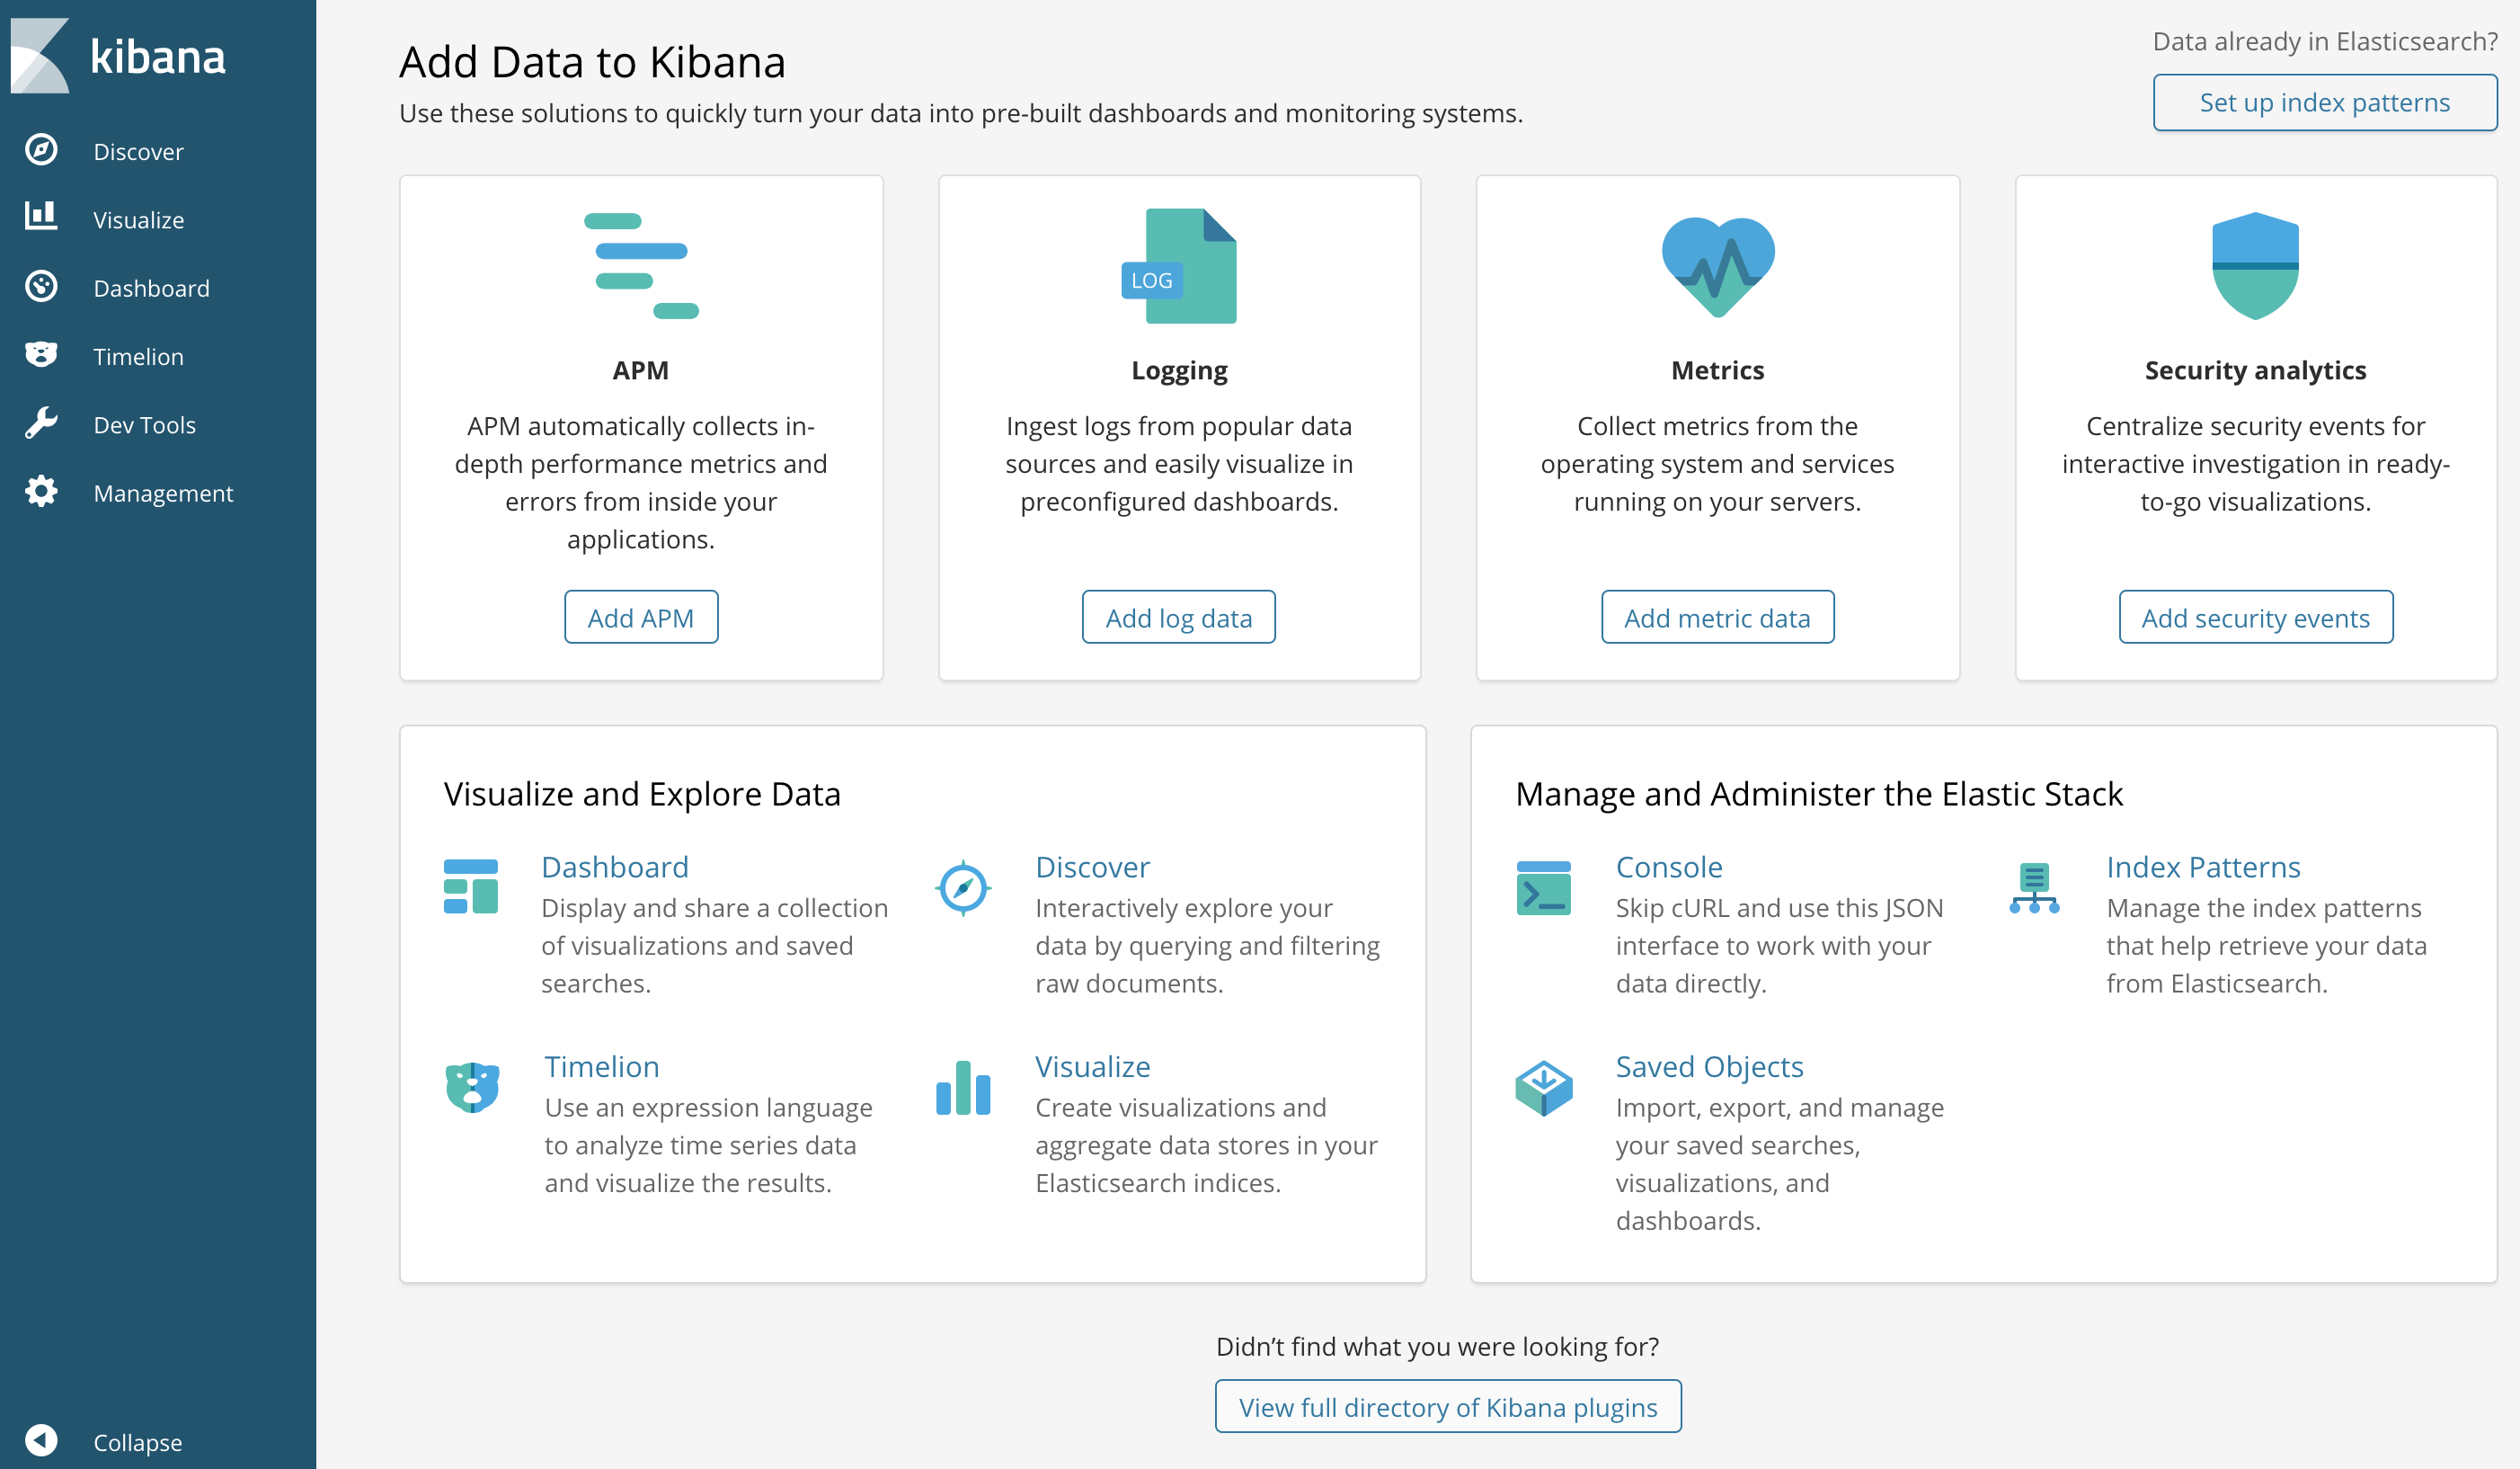 kibana
Discover
Visualize
Dashboard
Timelion
Dev Tools
Management
Collapse
Add Data to Kibana
Use these solutions to quickly turn your data into pre-built dashboards and monitoring systems.
Data already in Elasticsearch?
Set up index patterns
APM
APM automatically collects in-
depth performance metrics and
errors from inside your
applications.
Add APM
LOG
Logging
Ingest logs from popular data
sources and easily visualize in
preconfigured dashboards.
Add log data
Metrics
Collect metrics from the
operating system and services
running on your servers.
Add metric data
Security analytics
Centralize security events for
interactive investigation in ready-
to-go visualizations.
Add security events
Visualize and Explore Data
Dashboard
Display and share a collection
of visualizations and saved
searches.
Discover
Interactively explore your
data by querying and filtering
raw documents.
Timelion
Use an expression language
to analyze time series data
and visualize the results.
Visualize
Create visualizations and
aggregate data stores in your
Elasticsearch indices.
Manage and Administer the Elastic Stack
Console
Skip cURL and use this JSON
interface to work with your
data directly.
Index Patterns
Manage the index patterns
that help retrieve your data
from Elasticsearch.
Saved Objects
Import, export, and manage
your saved searches,
visualizations, and
dashboards.
Didn’t find what you were looking for?
View full directory of Kibana plugins